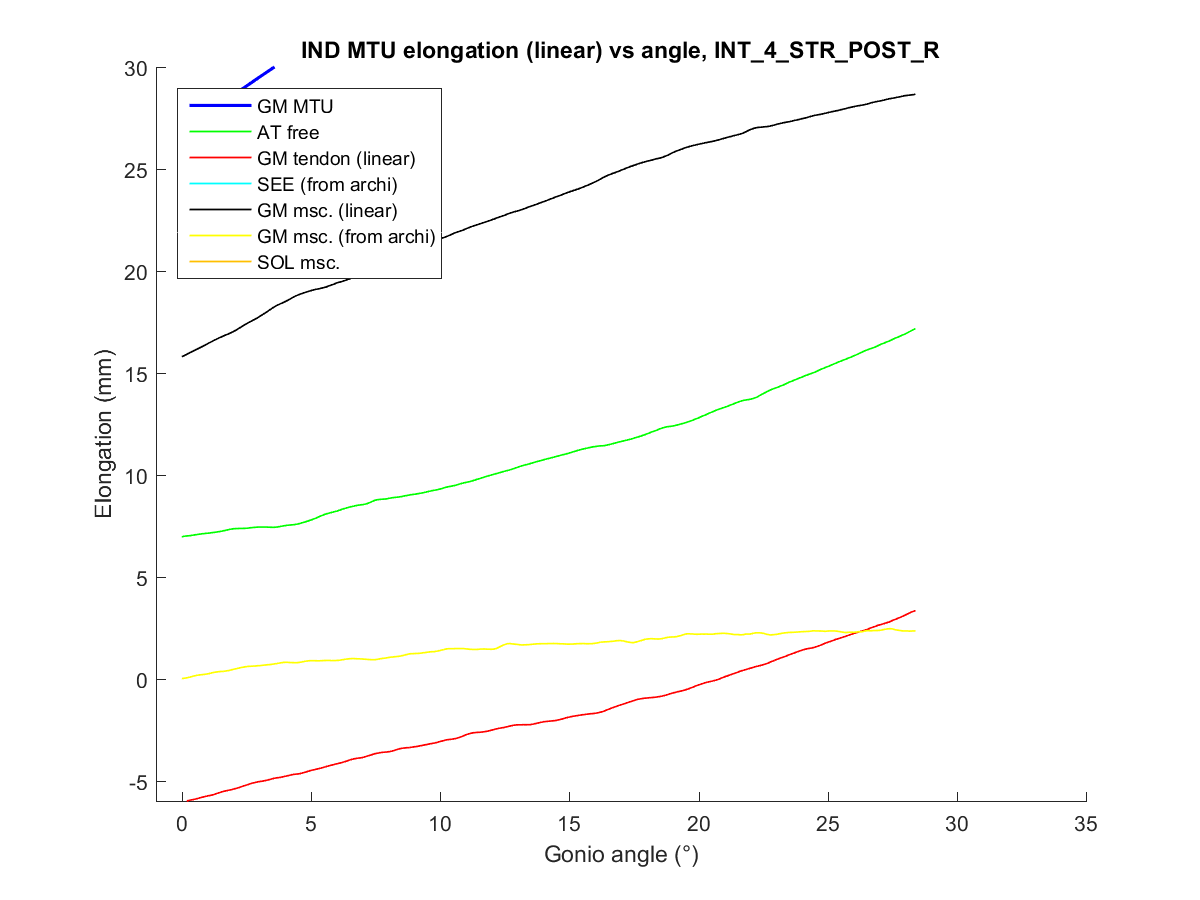 IND MTU elongation (linear) vs angle, INT_4_STR_POST_R
30
25
20
15
10
5
0
-5
Elongation (mm)
GM MTU
AT free
GM tendon (linear)
SEE (from archi)
GM msc. (linear)
GM msc. (from archi)
SOL msc.
0 5 10 15 20 25 30 35
Gonio angle (°)